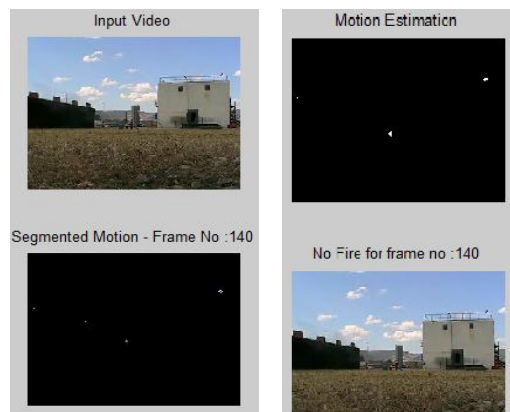 Input Video
Motion Estimation
Segmented Motion - Frame No :140
No Fire for frame no :140